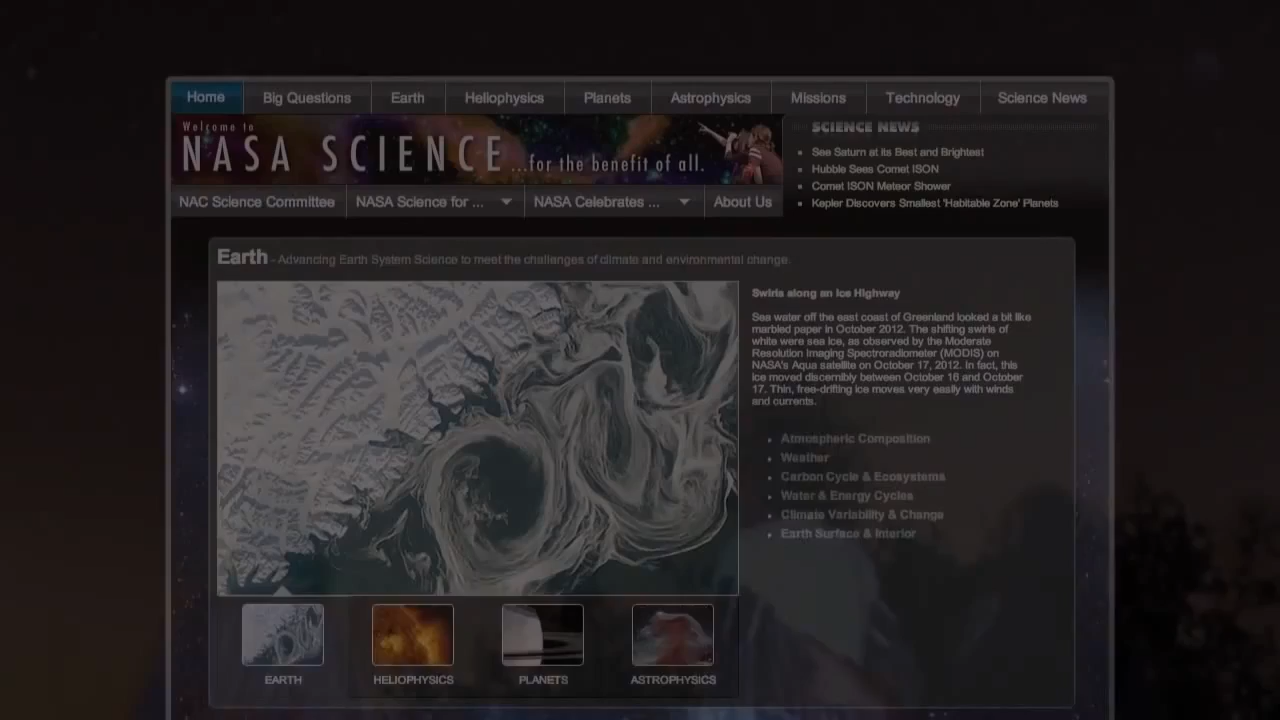 Home
Big Questions
Earth
Heliophysics
Planets
Astrophysics
Missions
Technology
Science News
Welcome to
NASA SCIENCE ...for the benefit of all.
SCIENCE NEWS
See Saturn at its Best and Brightest
Hubble Sees Comet ISON
Comet ISON Meteor Shower
Kepler Discovers Smallest 'Habitable Zone' Planets
NAC Science Committee
NASA Science for ...
NASA Celebrates ...
About Us
Earth - Advancing Earth System Science to meet the challenges of climate and environmental change.
Swirls along an Ice Highway
Sea water off the east coast of Greenland looked a bit like
marbled paper in October 2012. The shifting swirls of
white were sea ice, as observed by the Moderate
Resolution Imaging Spectroradiometer (MODIS) on
NASA's Aqua satellite on October 17, 2012. In fact, this
ice moved discernibly between October 16 and October
17. Thin, free-drifting ice moves very easily with winds
and currents.
Atmospheric Composition
Weather
Carbon Cycle & Ecosystems
Water & Energy Cycles
Climate Variability & Change
Earth Surface & Interior
EARTH
HELIOPHYSICS
PLANETS
ASTROPHYSICS